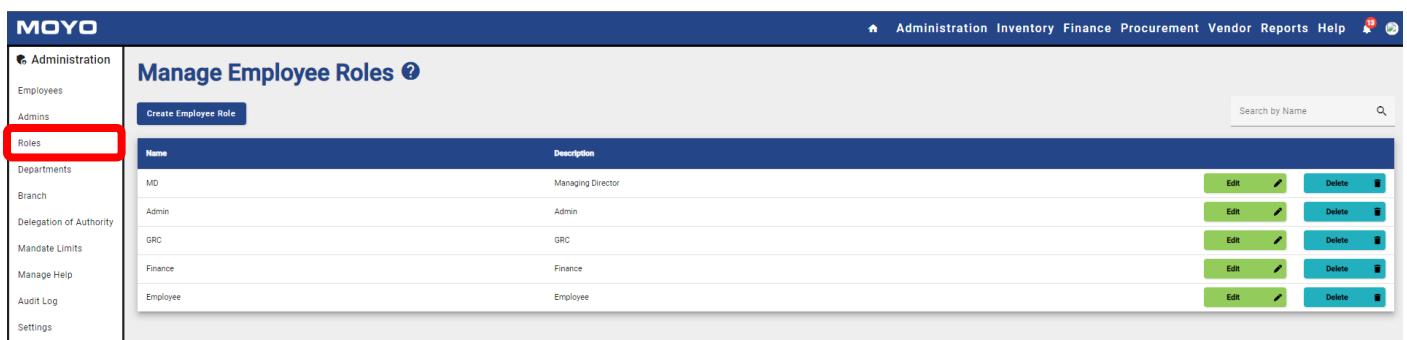 MOYO
Administration Inventory Finance Procurement Vendor Reports Help 13
Administration
Employees
Admins
Roles
Departments
Branch
Delegation of Authority
Mandate Limits
Manage Help
Audit Log
Settings
Manage Employee Roles ?
Create Employee Role
Search by Name
Name Description
MD Managing Director Edit Delete
Admin Admin Edit Delete
GRC GRC Edit Delete
Finance Finance Edit Delete
Employee Employee Edit Delete